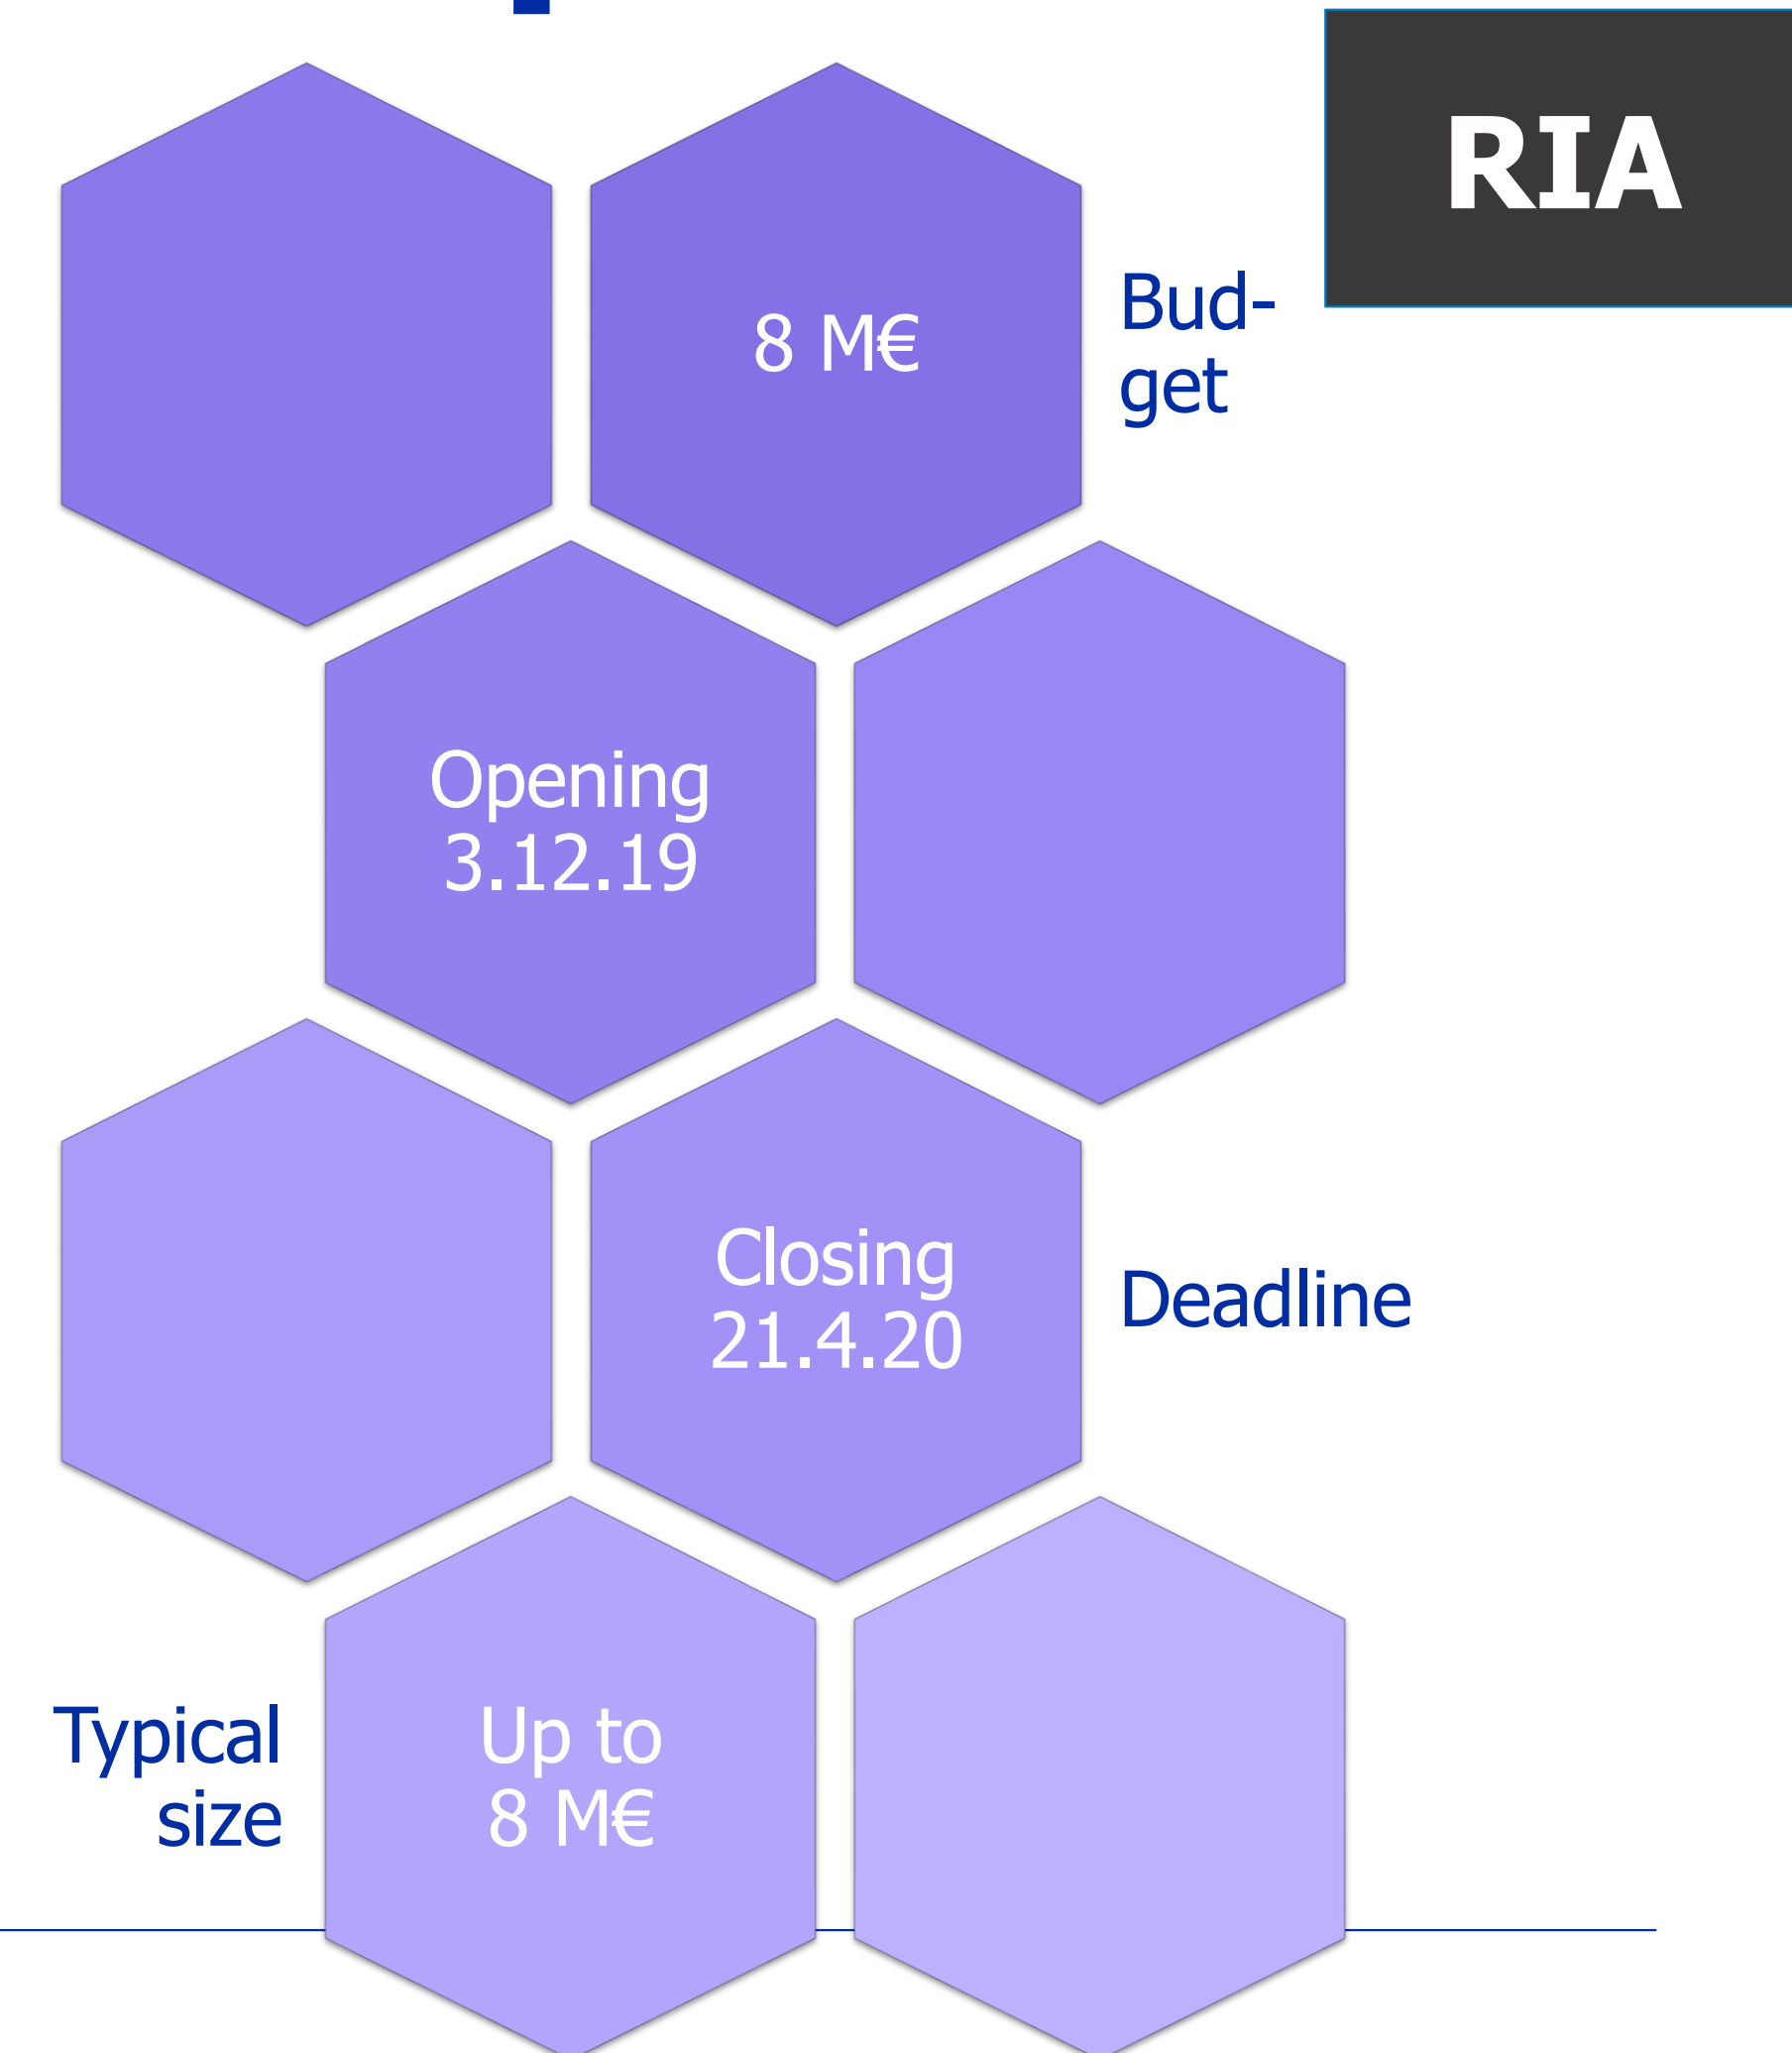 RIA
8 M€
Bud-
get
Opening
3.12.19
Closing
21.4.20
Deadline
Typical
size
Up to
8 M€